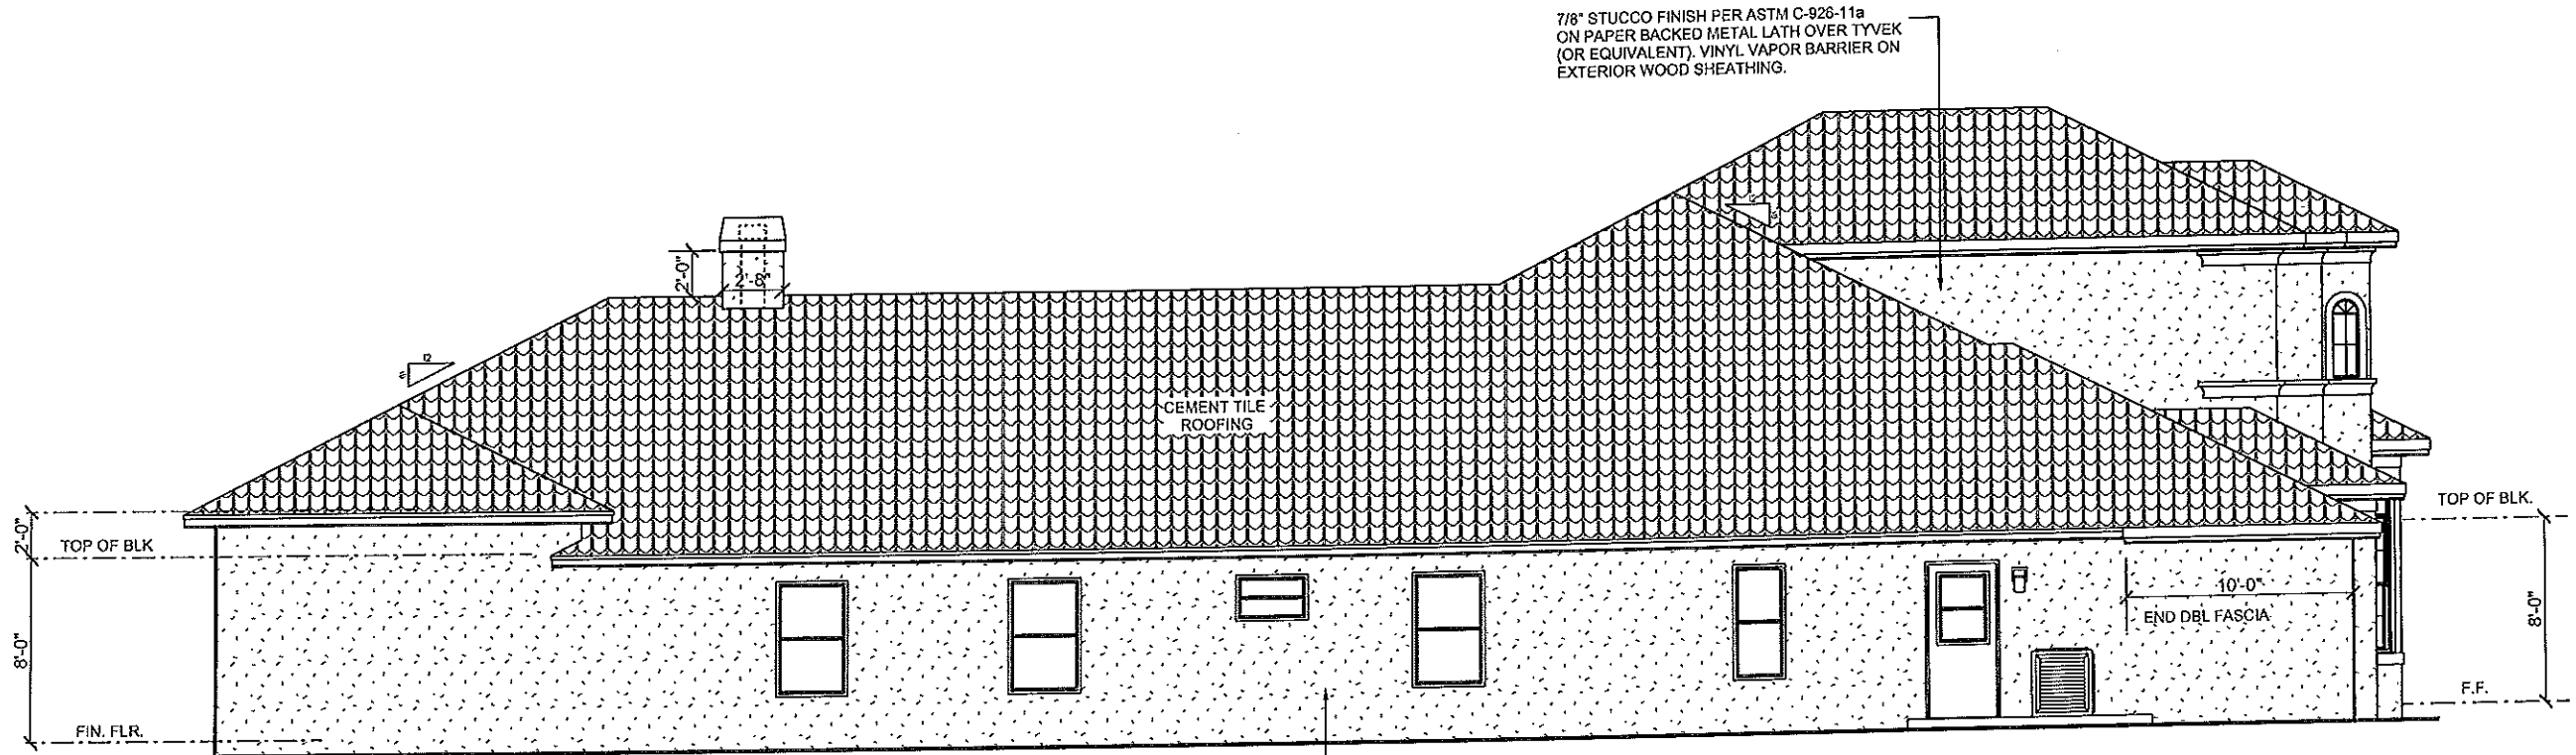 7/8" STUCCO FINISH PER ASTM C-926-11a
ON PAPER BACKED METAL LATH OVER TYVEK
(OR EQUIVALENT). VINYL VAPOR BARRIER ON
EXTERIOR WOOD SHEATHING.
2'-0"
2'-8"
12
CEMENT TILE
ROOFING
2'-0"
TOP OF BLK
TOP OF BLK.
8'-0"
10'-0"
END DBL FASCIA
8'-0"
FIN. FLR.
F.F.